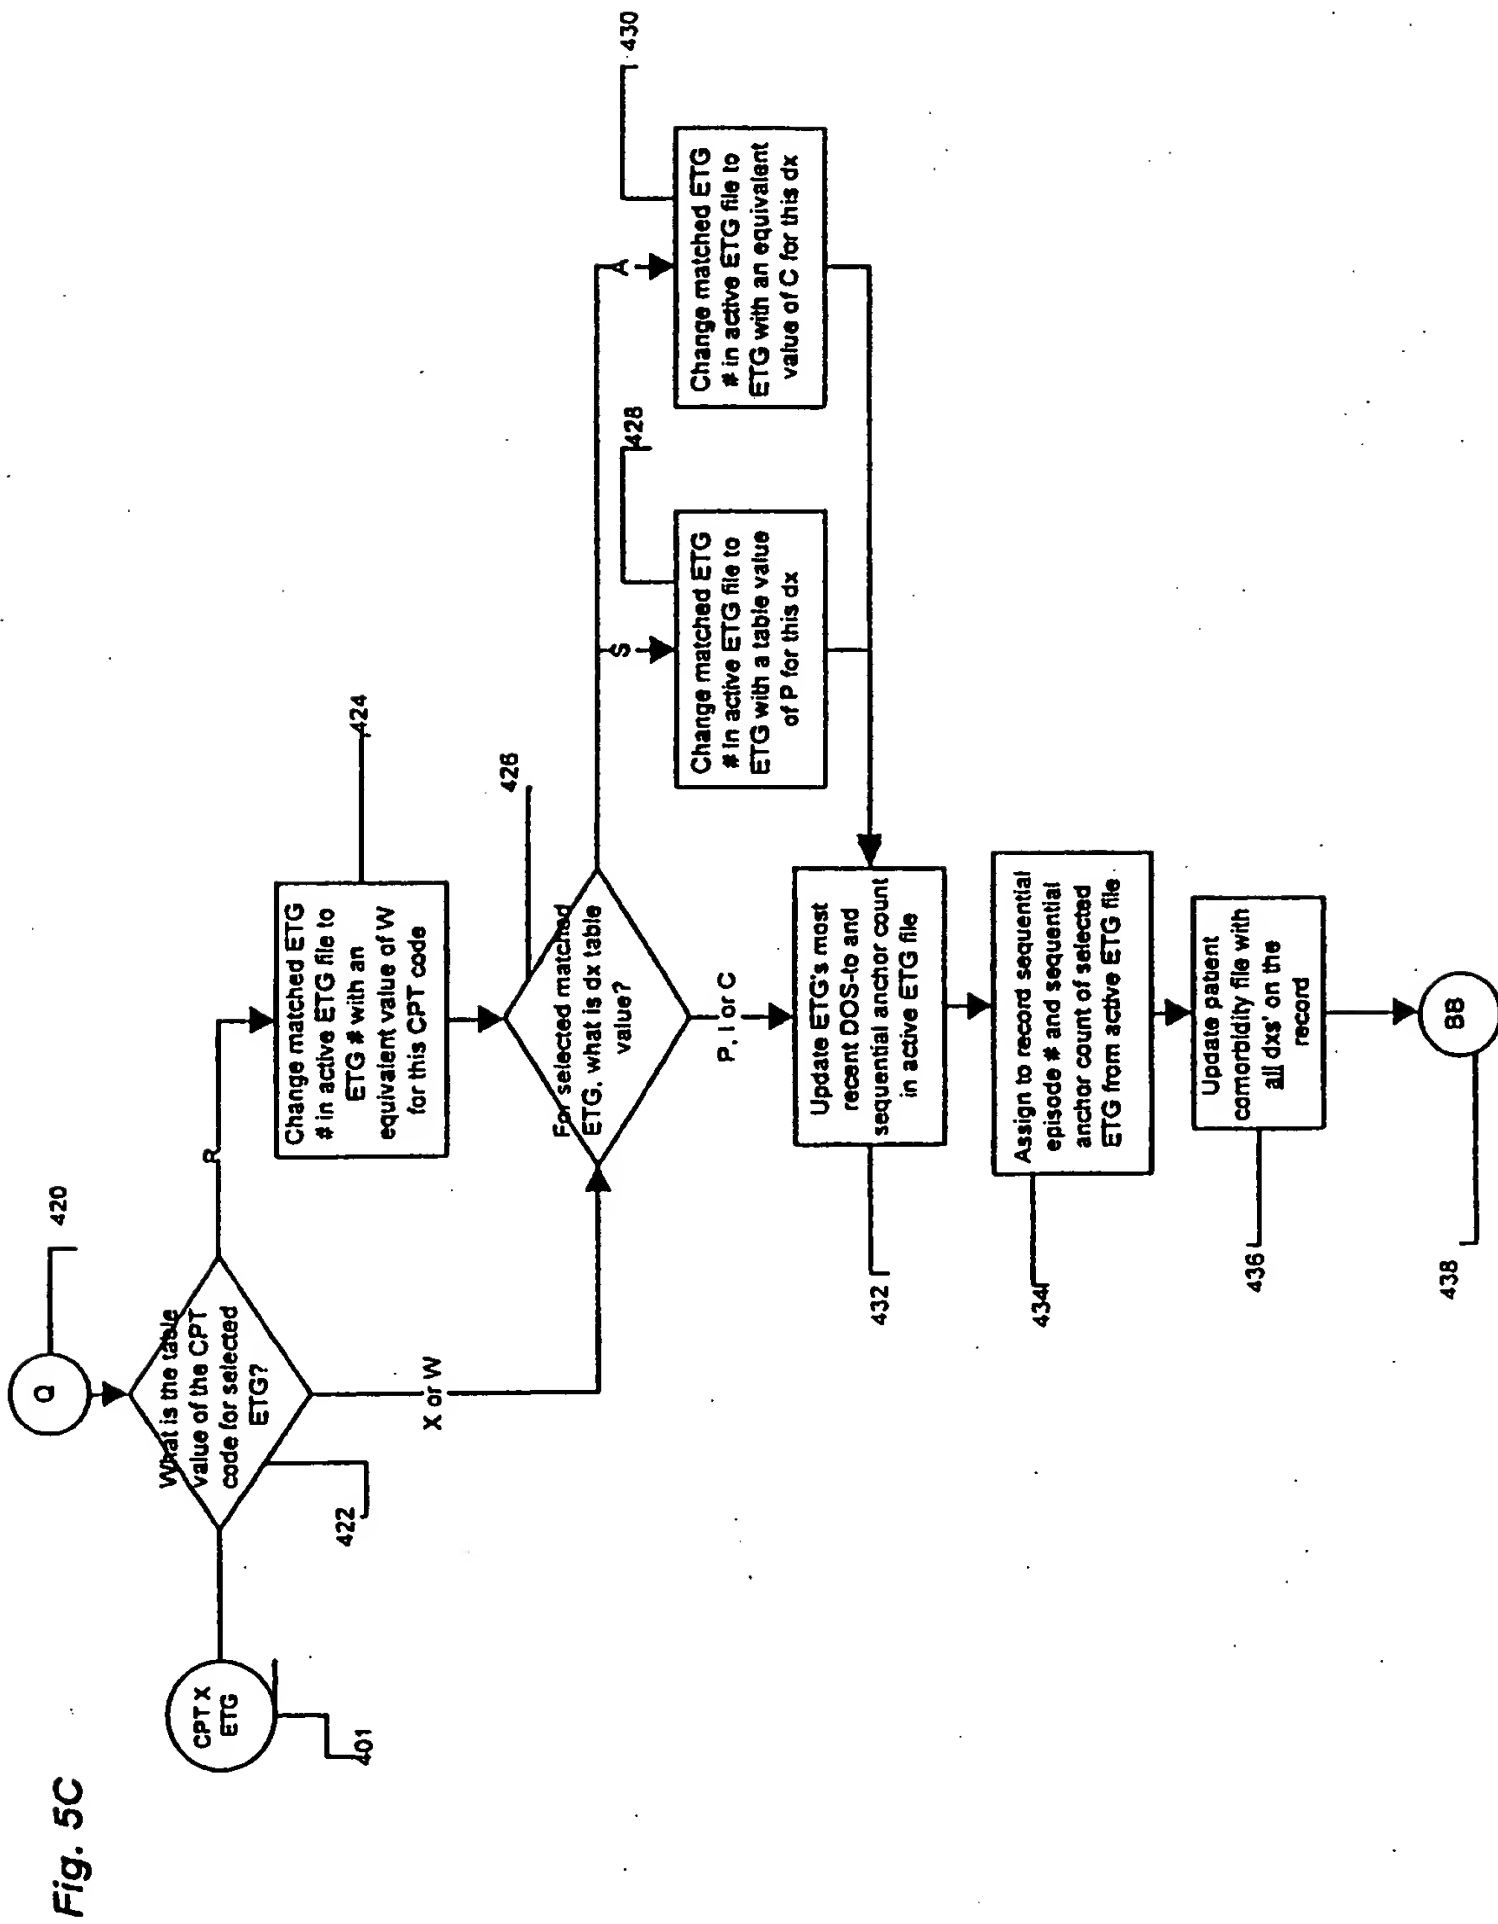 Fig. 5C
Q
420
CPT X
ETG
401
What is the table
value of the CPT
code for selected
ETG?
422
R
X or W
Change matched ETG
# in active ETG file to
ETG # with an
equivalent value of W
for this CPT code
424
For selected matched
ETG, what is dx table
value?
426
S
A
P, I or C
Change matched ETG
# in active ETG file to
ETG with a table value
of P for this dx
428
Change matched ETG
# in active ETG file to
ETG with an equivalent
value of C for this dx
430
Update ETG's most
recent DOS-to and
sequential anchor count
in active ETG file
432
Assign to record sequential
episode # and sequential
anchor count of selected
ETG from active ETG file
434
Update patient
comorbidity file with
all dxs' on the
record
436
BB
438